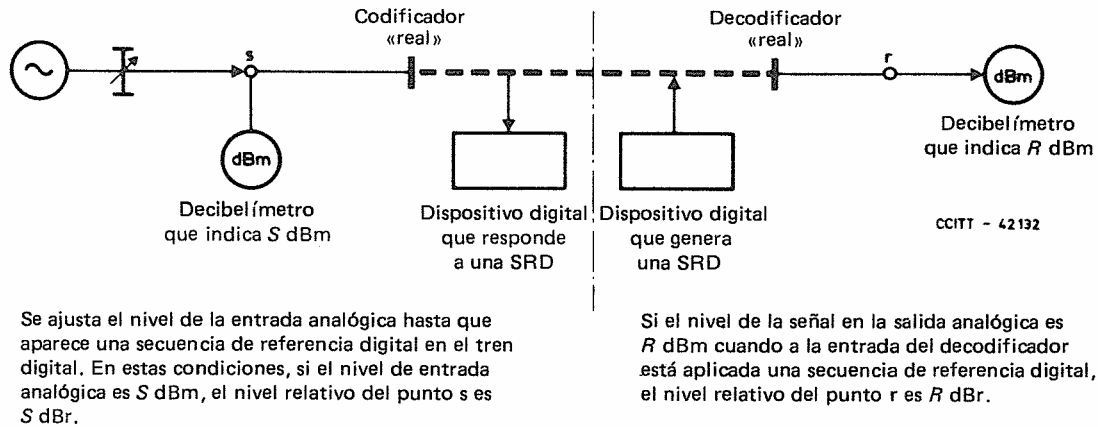 Codificador
«real»
Decodificador
«real»
s
r
dBm
dBm
Decibelímetro
que indica R dBm
Decibelímetro
que indica S dBm
Dispositivo digital
que responde
a una SRD
Dispositivo digital
que genera
una SRD
CCITT – 42132
Se ajusta el nivel de la entrada analógica hasta que
aparece una secuencia de referencia digital en el tren
digital. En estas condiciones, si el nivel de entrada
analógica es S dBm, el nivel relativo del punto s es
S dBr.
Si el nivel de la señal en la salida analógica es
R dBm cuando a la entrada del decodificador
está aplicada una secuencia de referencia digital,
el nivel relativo del punto r es R dBr.